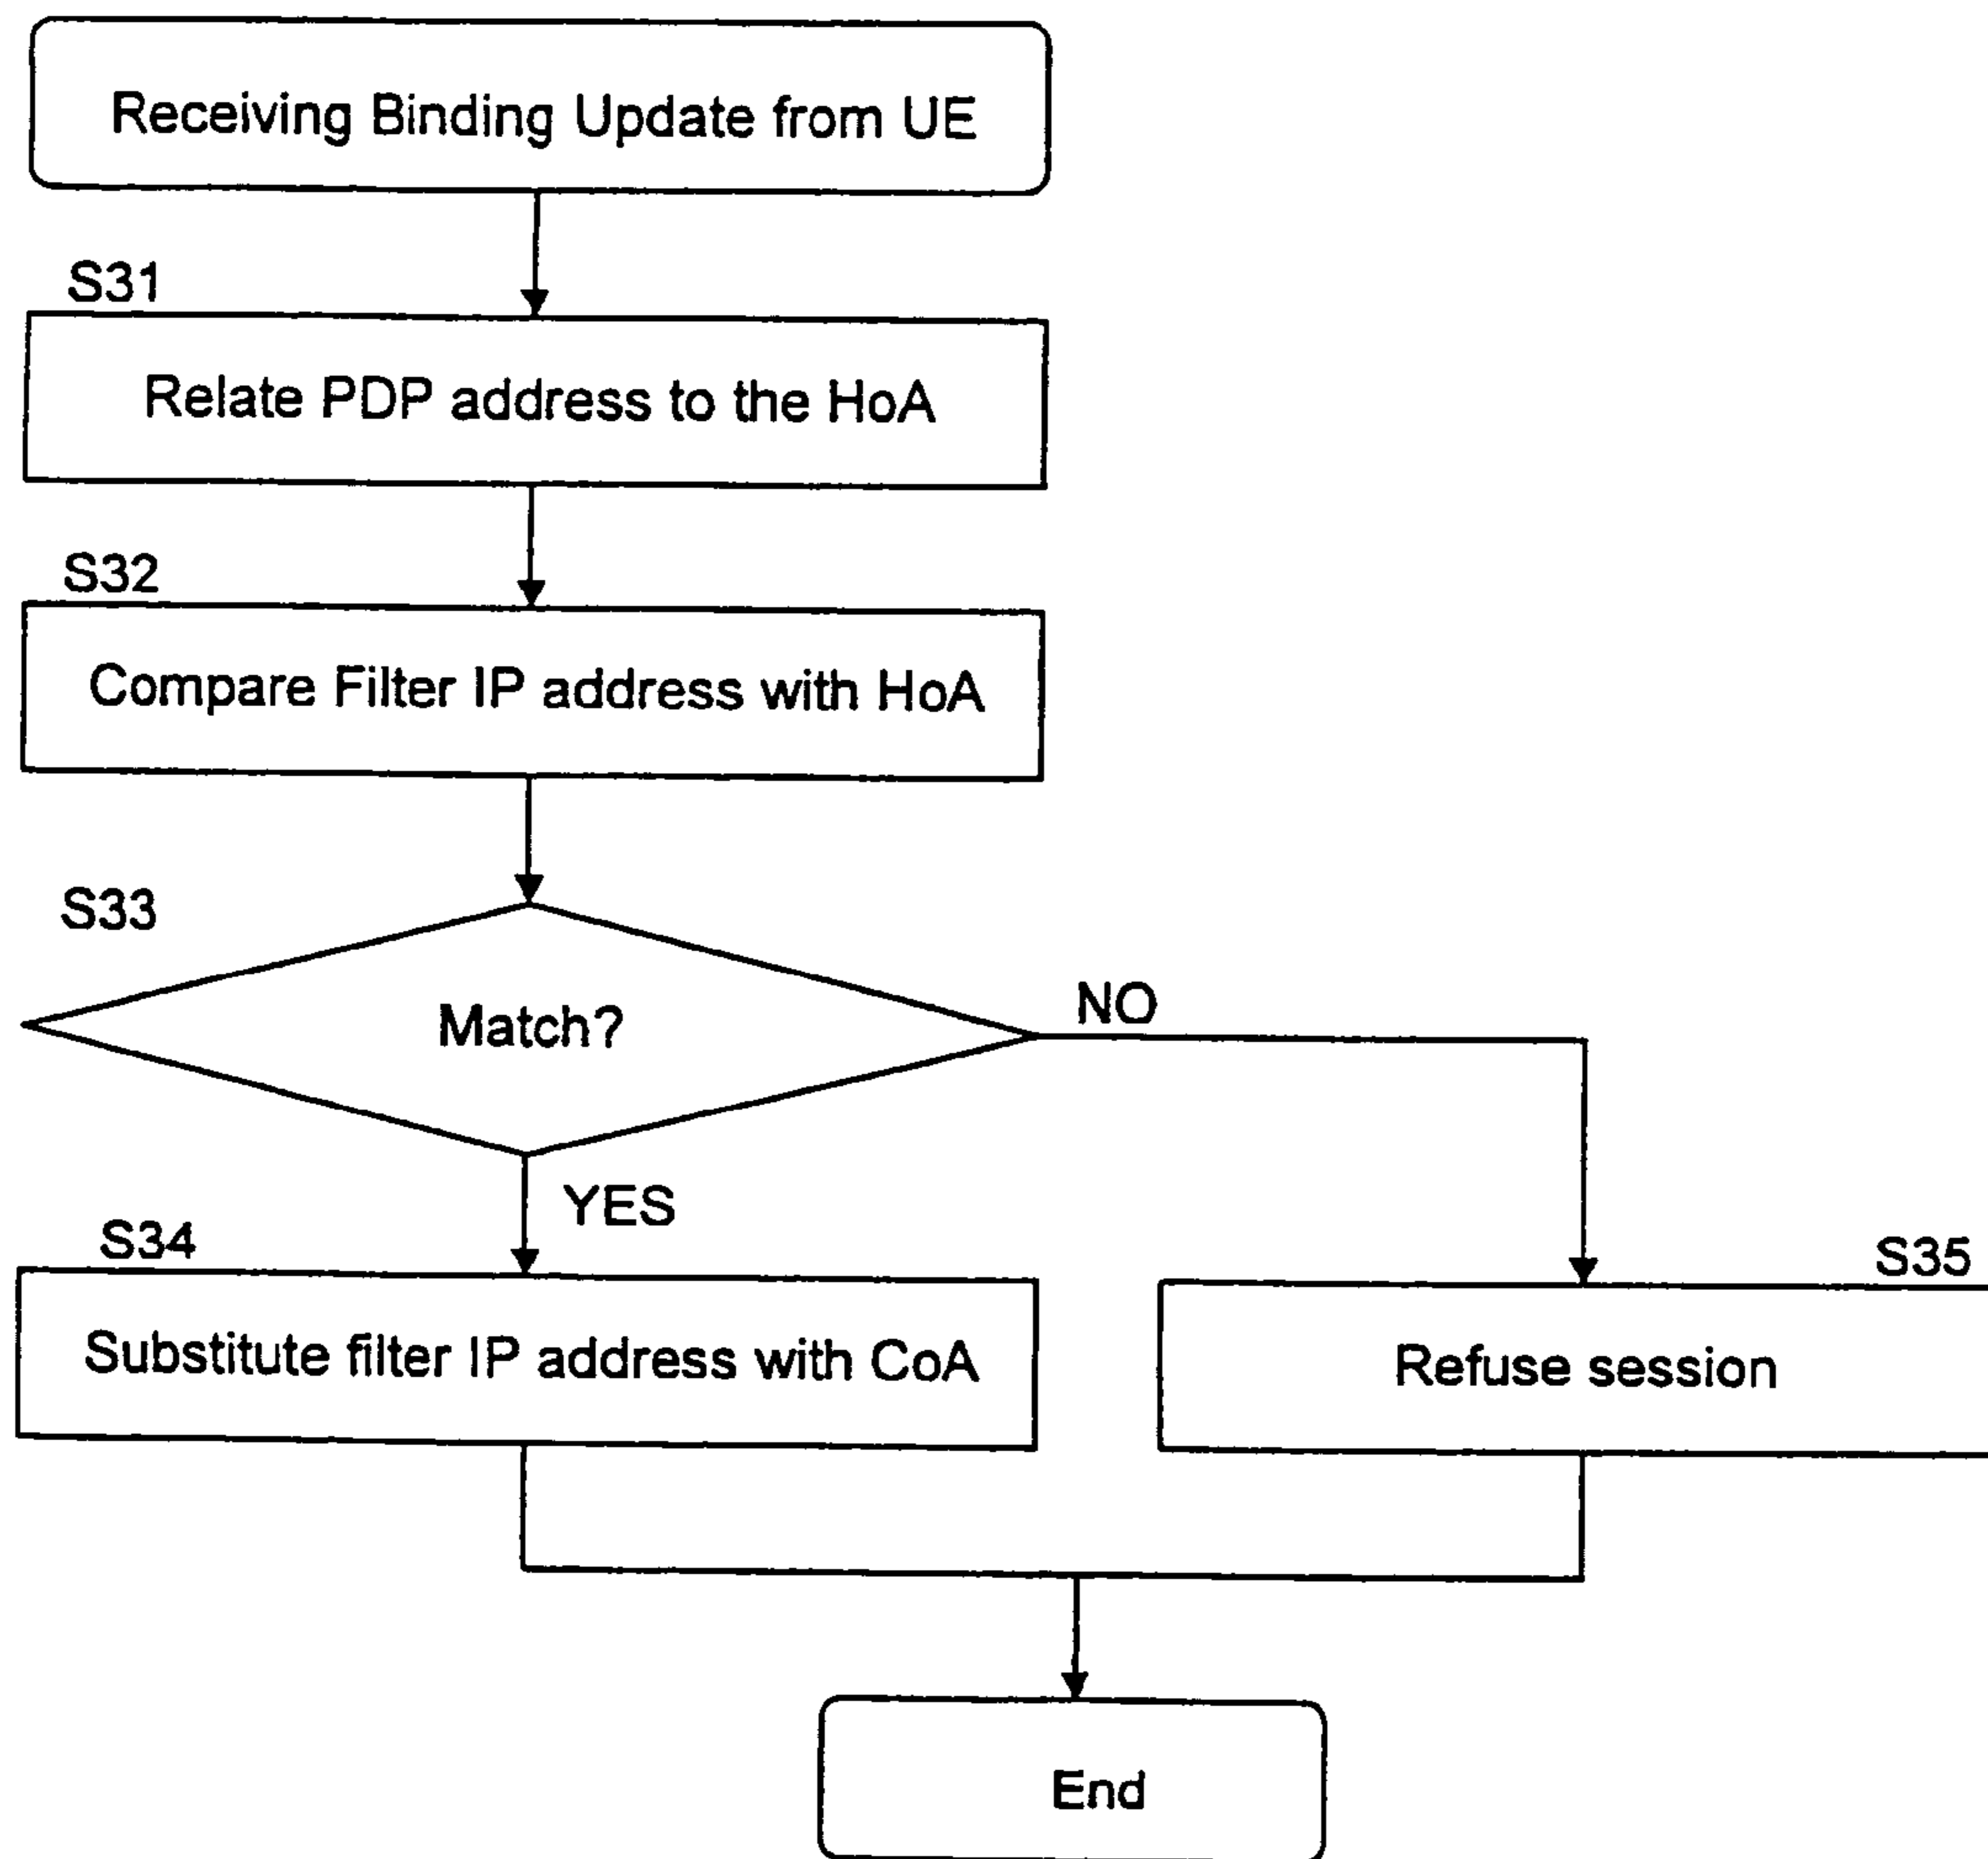 Receiving Binding Update from UE
S31
Relate PDP address to the HoA
S32
Compare Filter IP address with HoA
S33
Match?
NO
YES
S34
Substitute filter IP address with CoA
S35
Refuse session
End